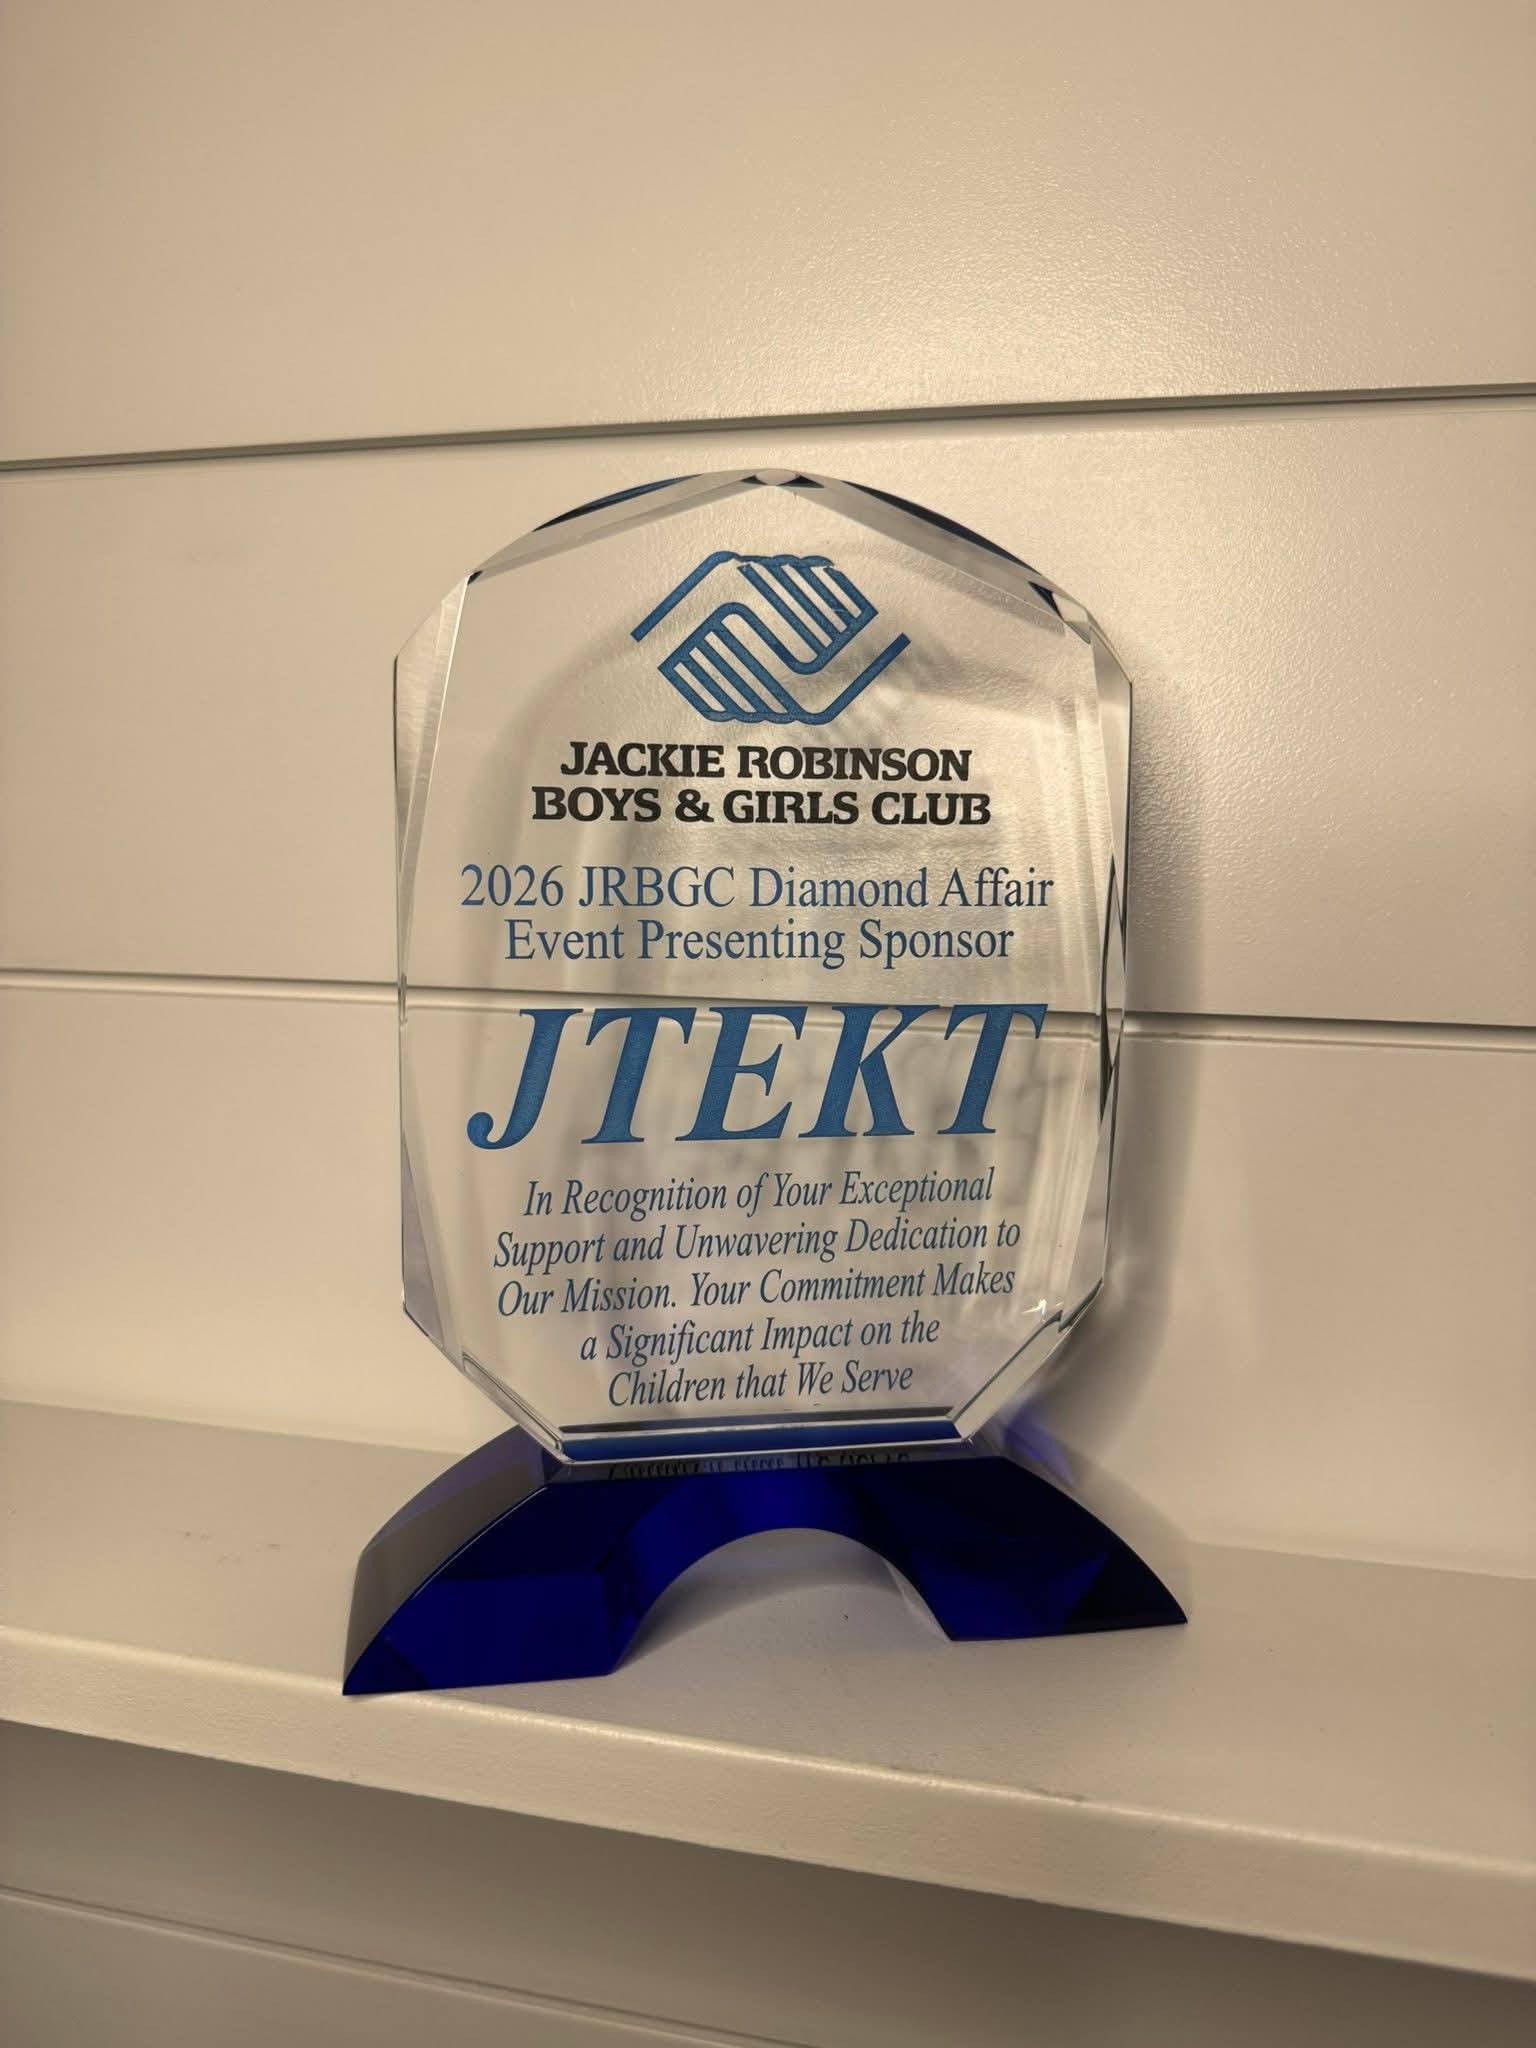 JACKIE ROBINSON
BOYS & GIRLS CLUB
2026 JRBGC Diamond Affair
Event Presenting Sponsor
JTEKT
In Recognition of Your Exceptional
Support and Unwavering Dedication to
Our Mission. Your Commitment Makes
a Significant Impact on the
Children that We Serve